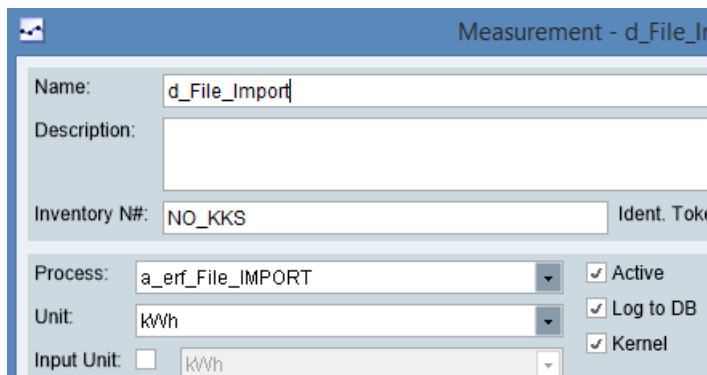 Measurement - d_File_I
Name: d_File_Import
Description:
Inventory N#: NO_KKS Ident. Toke
Process: a_erf_File_IMPORT Active
Unit: kWh Log to DB
Kernel
Input Unit: kWh